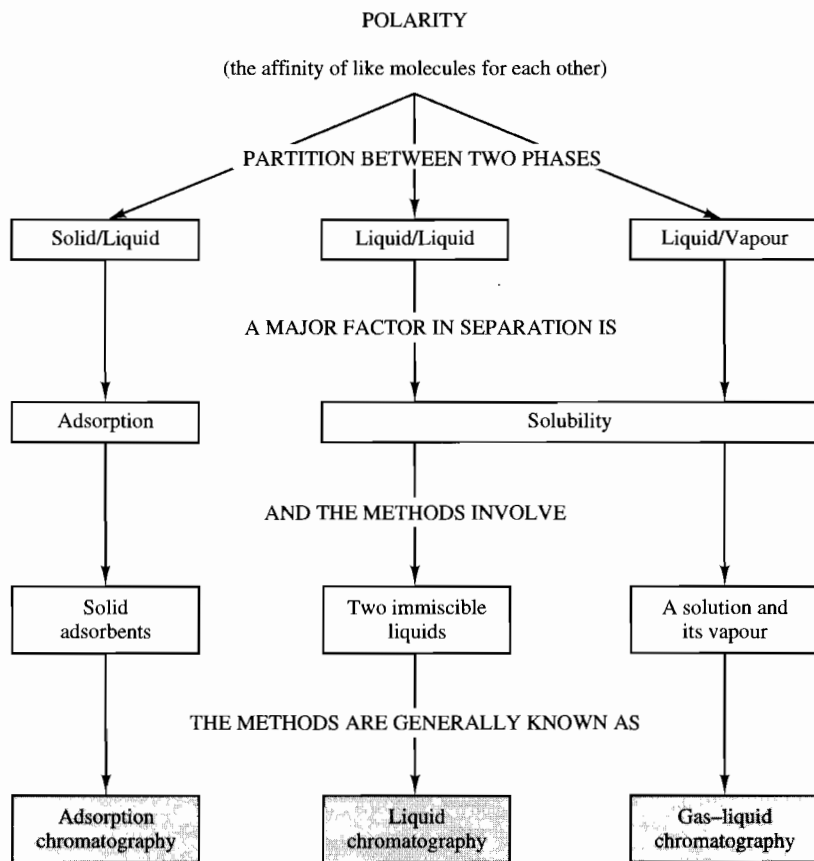 POLARITY
(the affinity of like molecules for each other)
PARTITION BETWEEN TWO PHASES
Solid/Liquid
Liquid/Liquid
Liquid/Vapour
A MAJOR FACTOR IN SEPARATION IS
Adsorption
Solubility
AND THE METHODS INVOLVE
Solid
adsorbents
Two immiscible
liquids
A solution and
its vapour
THE METHODS ARE GENERALLY KNOWN AS
Adsorption
chromatography
Liquid
chromatography
Gas–liquid
chromatography